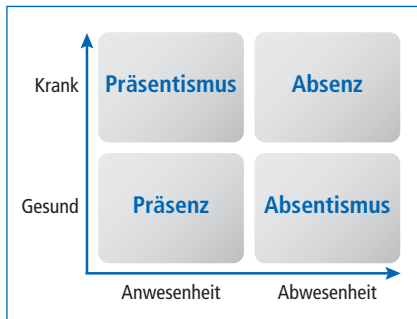 Krank
Präsentismus
Absenz
Gesund
Präsenz
Absentismus
Anwesenheit
Abwesenheit